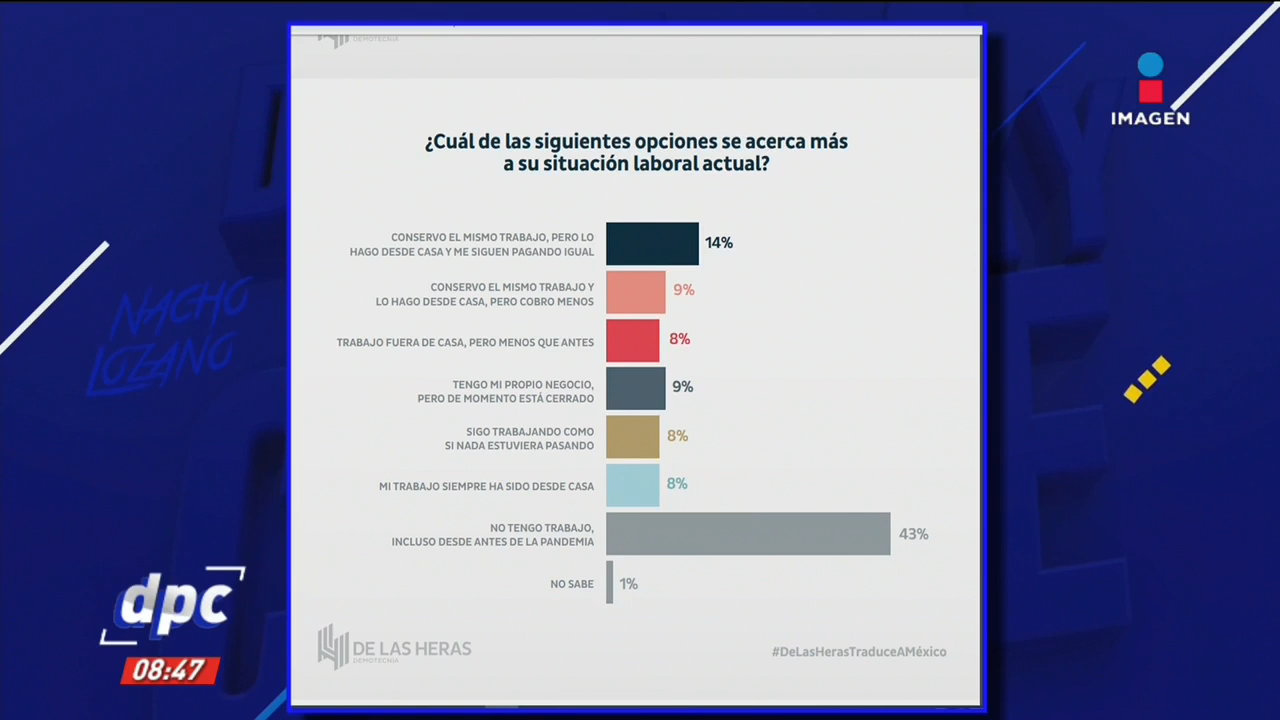 DEMOTECNIA
IMAGEN
¿Cuál de las siguientes opciones se acerca más
a su situación laboral actual?
CONSERVO EL MISMO TRABAJO, PERO LO
HAGO DESDE CASA Y ME SIGUEN PAGANDO IGUAL
14%
CONSERVO EL MISMO TRABAJO Y
LO HAGO DESDE CASA, PERO COBRO MENOS
9%
TRABAJO FUERA DE CASA, PERO MENOS QUE ANTES
8%
TENGO MI PROPIO NEGOCIO,
PERO DE MOMENTO ESTÁ CERRADO
9%
SIGO TRABAJANDO COMO
SI NADA ESTUVIERA PASANDO
8%
MI TRABAJO SIEMPRE HA SIDO DESDE CASA
8%
NO TENGO TRABAJO,
INCLUSO DESDE ANTES DE LA PANDEMIA
43%
NO SABE
1%
NACHO
LOZANO
DE LAS HERAS
DEMOTECNIA
#DeLasHerasTraduceAMéxico
dpc
08:47